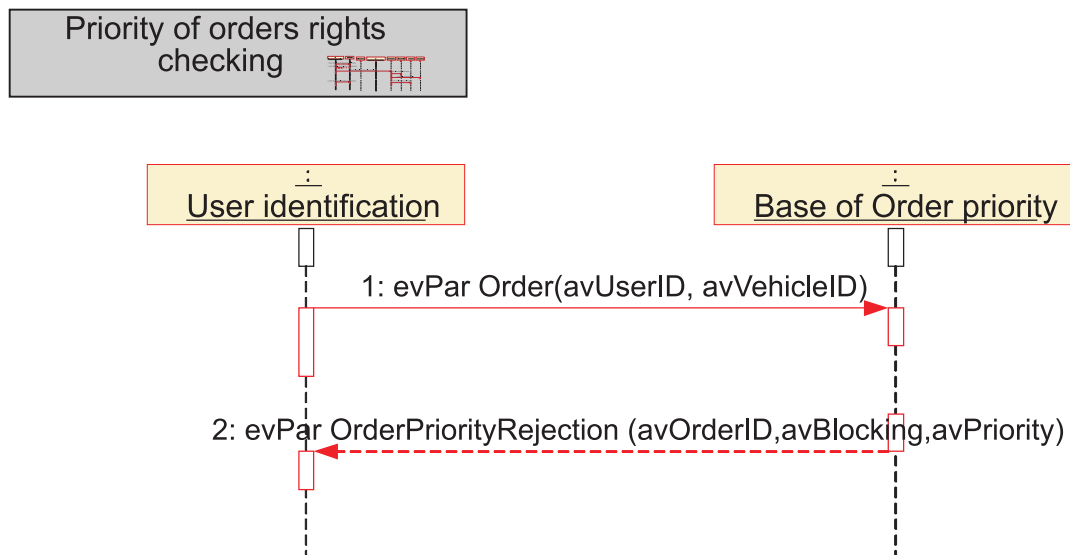 Priority of orders rights
checking
:
User identification
:
Base of Order priority
1: evPar Order(avUserID, avVehicleID)
2: evPar OrderPriorityRejection (avOrderID,avBlocking,avPriority)